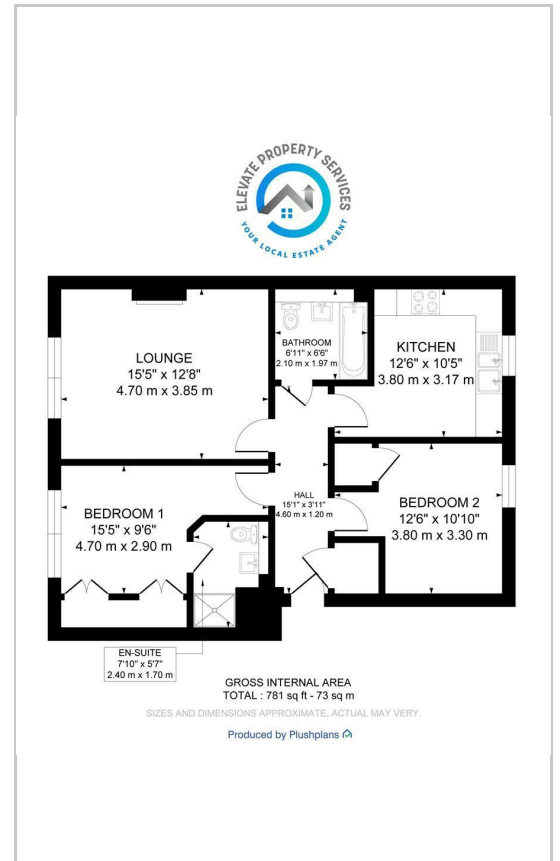 ELEVATE PROPERTY SERVICES
YOUR LOCAL ESTATE AGENT
LOUNGE
15'5" x 12'8"
4.70 m x 3.85 m
BATHROOM
6'11" x 6'6"
2.10 m x 1.97 m
KITCHEN
12'6" x 10'5"
3.80 m x 3.17 m
HALL
15'1" x 3'11"
4.60 m x 1.20 m
BEDROOM 1
15'5" x 9'6"
4.70 m x 2.90 m
BEDROOM 2
12'6" x 10'10"
3.80 m x 3.30 m
EN-SUITE
7'10" x 5'7"
2.40 m x 1.70 m
GROSS INTERNAL AREA
TOTAL : 781 sq ft - 73 sq m
SIZES AND DIMENSIONS APPROXIMATE, ACTUAL MAY VERY.
Produced by Plushplans